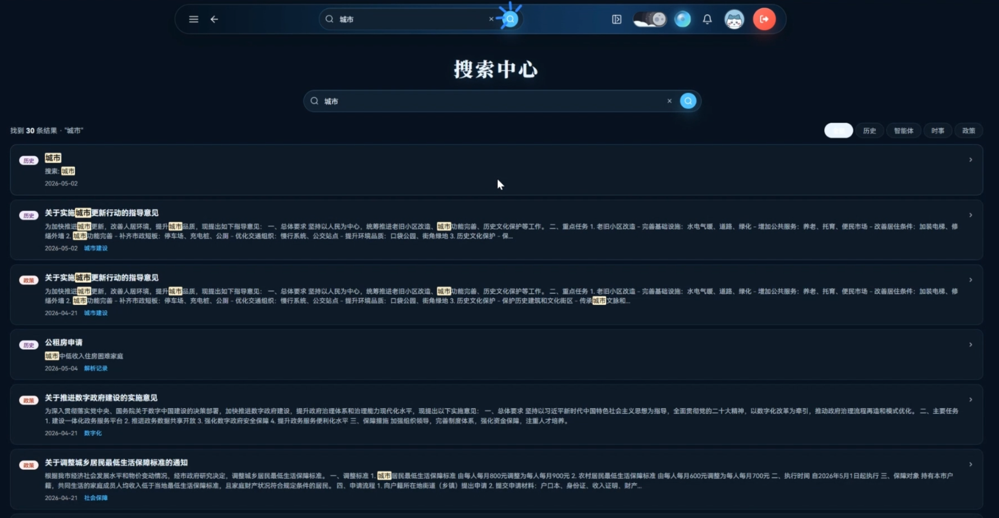 城市
搜索中心
城市
找到 30 条结果 · "城市"
历史 智能体 时事 政策
历史
城市
搜索: 城市
2026-05-02
历史
关于实施城市更新行动的指导意见
为加快推进城市更新，改善人居环境，提升城市品质，现提出如下指导意见： 一、总体要求 坚持以人民为中心，统筹推进老旧小区改造、城市功能完善、历史文化保护等工作。 二、重点任务 1. 老旧小区改造 - 完善基础设施：水电气暖、道路、绿化 - 增加公共服务：养老、托育、便民市场 - 改善居住条件：加装电梯、修
缮外墙 2. 城市功能完善 - 补齐市政短板：停车场、充电桩、公厕 - 优化交通组织：慢行系统、公交站点 - 提升环境品质：口袋公园、街角绿地 3. 历史文化保护 - 保...
2026-05-02 城市建设
政策
关于实施城市更新行动的指导意见
为加快推进城市更新，改善人居环境，提升城市品质，现提出如下指导意见： 一、总体要求 坚持以人民为中心，统筹推进老旧小区改造、城市功能完善、历史文化保护等工作。 二、重点任务 1. 老旧小区改造 - 完善基础设施：水电气暖、道路、绿化 - 增加公共服务：养老、托育、便民市场 - 改善居住条件：加装电梯、修
缮外墙 2. 城市功能完善 - 补齐市政短板：停车场、充电桩、公厕 - 优化交通组织：慢行系统、公交站点 - 提升环境品质：口袋公园、街角绿地 3. 历史文化保护 - 保护历史建筑和文化街区 - 传承城市文脉和...
2026-04-21 城市建设
历史
公租房申请
城市中低收入住房困难家庭
2026-05-04 解析记录
政策
关于推进数字政府建设的实施意见
为深入贯彻落实党中央、国务院关于数字中国建设的决策部署，加快推进数字政府建设，提升政府治理体系和治理能力现代化水平，现提出以下实施意见： 一、总体要求 坚持以习近平新时代中国特色社会主义思想为指导，全面贯彻党的二十大精神，以数字化改革为牵引，推动政府治理流程再造和模式优化。 二、主要任务
1. 建设一体化政务服务平台 2. 推进政务数据共享开放 3. 强化数字政府安全保障 4. 提升政务服务便利化水平 三、保障措施 加强组织领导，完善制度体系，强化资金保障，注重人才培养。
2026-04-21 数字化
政策
关于调整城乡居民最低生活保障标准的通知
根据我市经济社会发展水平和物价变动情况，经市政府研究决定，调整城乡居民最低生活保障标准。 一、调整标准 1. 城市居民最低生活保障标准 由每人每月800元调整为每人每月900元 2. 农村居民最低生活保障标准 由每人每月600元调整为每人每月700元 二、执行时间 自2026年5月1日起执行 三、保障对象 持有本市户
籍，共同生活的家庭成员人均收入低于当地最低生活保障标准，且家庭财产状况符合规定条件的居民。 四、申请流程 1. 向户籍所在地街道（乡镇）提出申请 2. 提交申请材料：户口本、身份证、收入证明、财产...
2026-04-21 社会保障